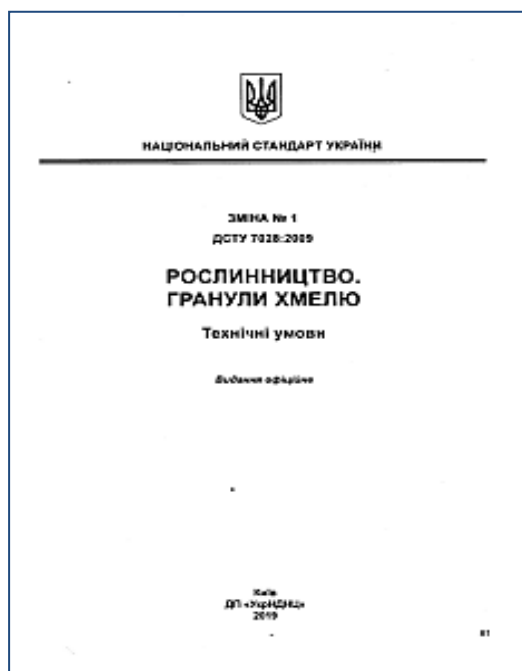 НАЦІОНАЛЬНИЙ СТАНДАРТ УКРАЇНИ
ЗМІНА № 1
ДСТУ 7028:2009
РОСЛИННИЦТВО.
ГРАНУЛИ ХМЕЛЮ
Технічні умови
Видання офіційне
Київ
ДП «УкрНДНЦ»
2019